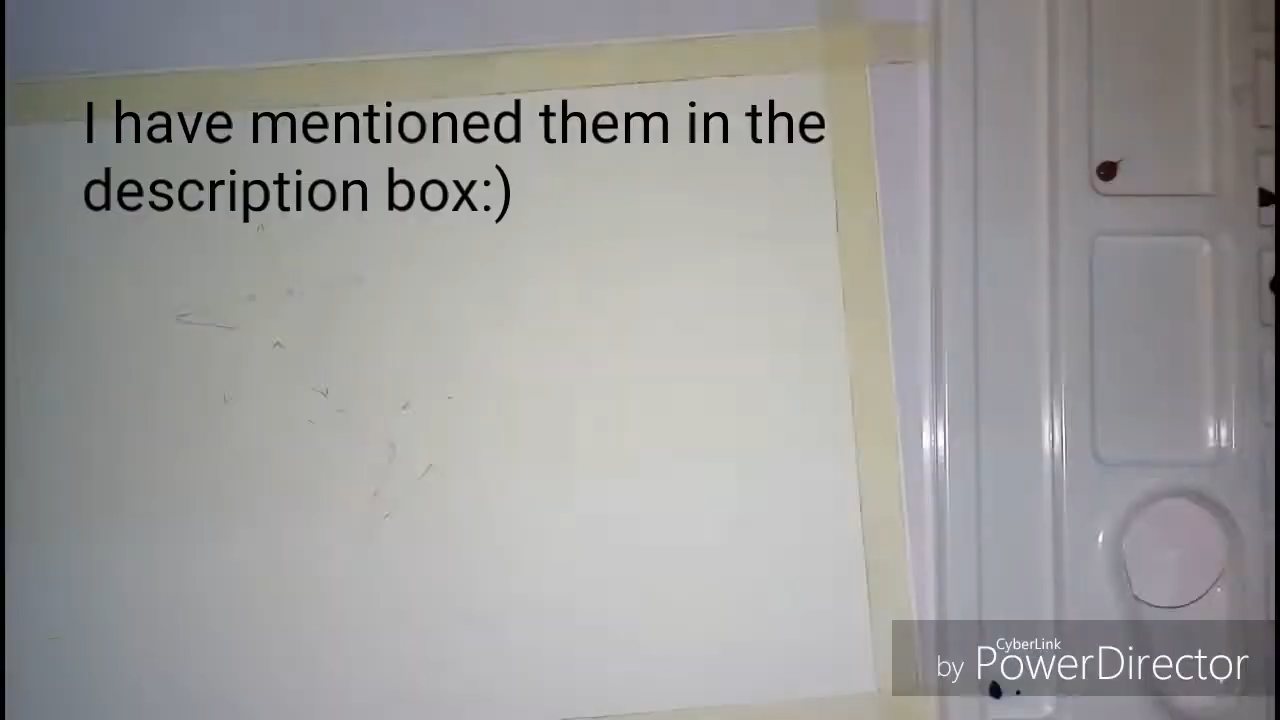 I have mentioned them in the
description box:)
CyberLink
by PowerDirector